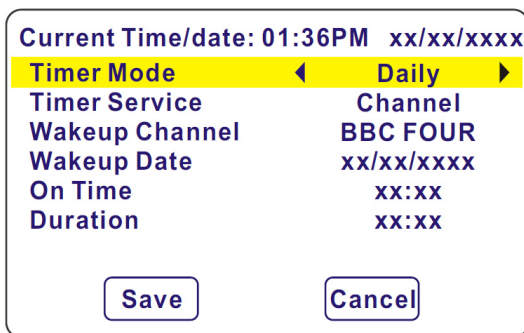 Current Time/date: 01:36PM xx/xx/xxxx
Timer Mode Daily
Timer Service Channel
Wakeup Channel BBC FOUR
Wakeup Date xx/xx/xxxx
On Time xx:xx
Duration xx:xx
Save Cancel